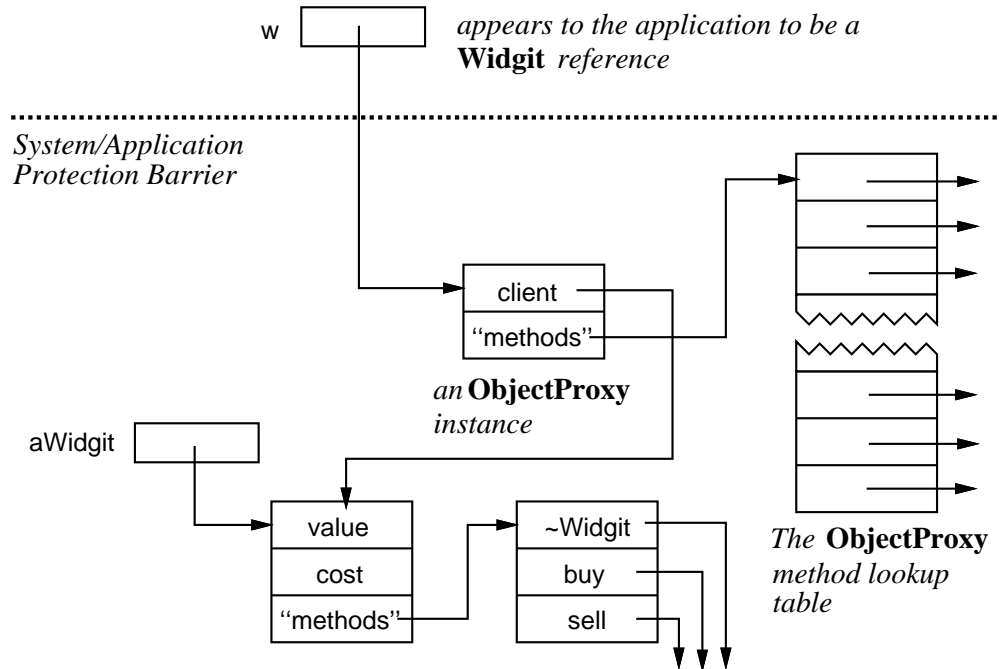 w
appears to the application to be a
Widgit reference
System/Application
Protection Barrier
client
‘‘methods’’
an ObjectProxy
instance
aWidgit
value
cost
‘‘methods’’
~Widgit
buy
sell
The ObjectProxy
method lookup
table